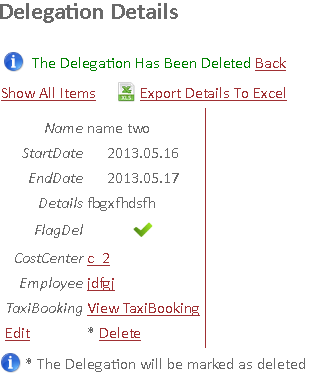 Delegation Details
The Delegation Has Been Deleted Back
Show All Items Export Details To Excel
Name name two
StartDate 2013.05.16
EndDate 2013.05.17
Details fbgxfhdsfh
FlagDel
CostCenter c_2
Employee jdfgj
TaxiBooking View TaxiBooking
Edit * Delete
* The Delegation will be marked as deleted